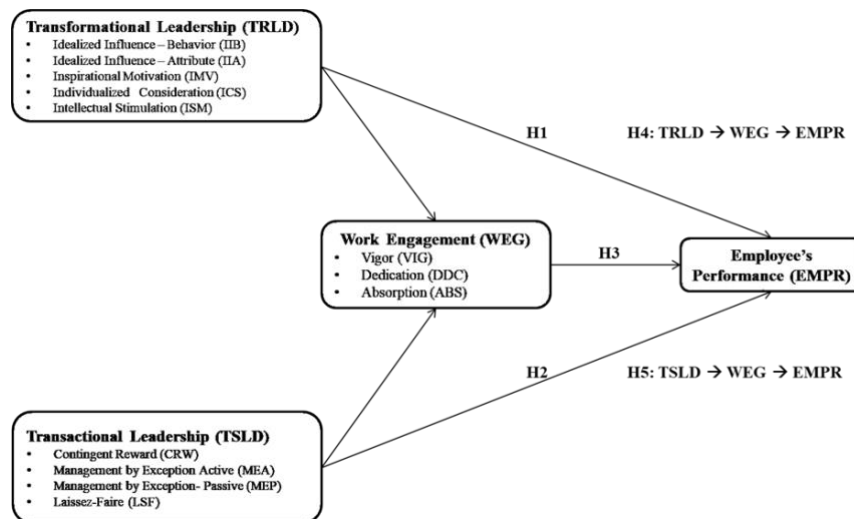 Transformational Leadership (TRLD)
• Idealized Influence – Behavior (IIB)
• Idealized Influence – Attribute (IIA)
• Inspirational Motivation (IMV)
• Individualized Consideration (ICS)
• Intellectual Stimulation (ISM)
H1
H4: TRLD → WEG → EMPR
Work Engagement (WEG)
• Vigor (VIG)
• Dedication (DDC)
• Absorption (ABS)
H3
Employee's
Performance (EMPR)
H2
H5: TSLD → WEG → EMPR
Transactional Leadership (TSLD)
• Contingent Reward (CRW)
• Management by Exception Active (MEA)
• Management by Exception- Passive (MEP)
• Laissez-Faire (LSF)